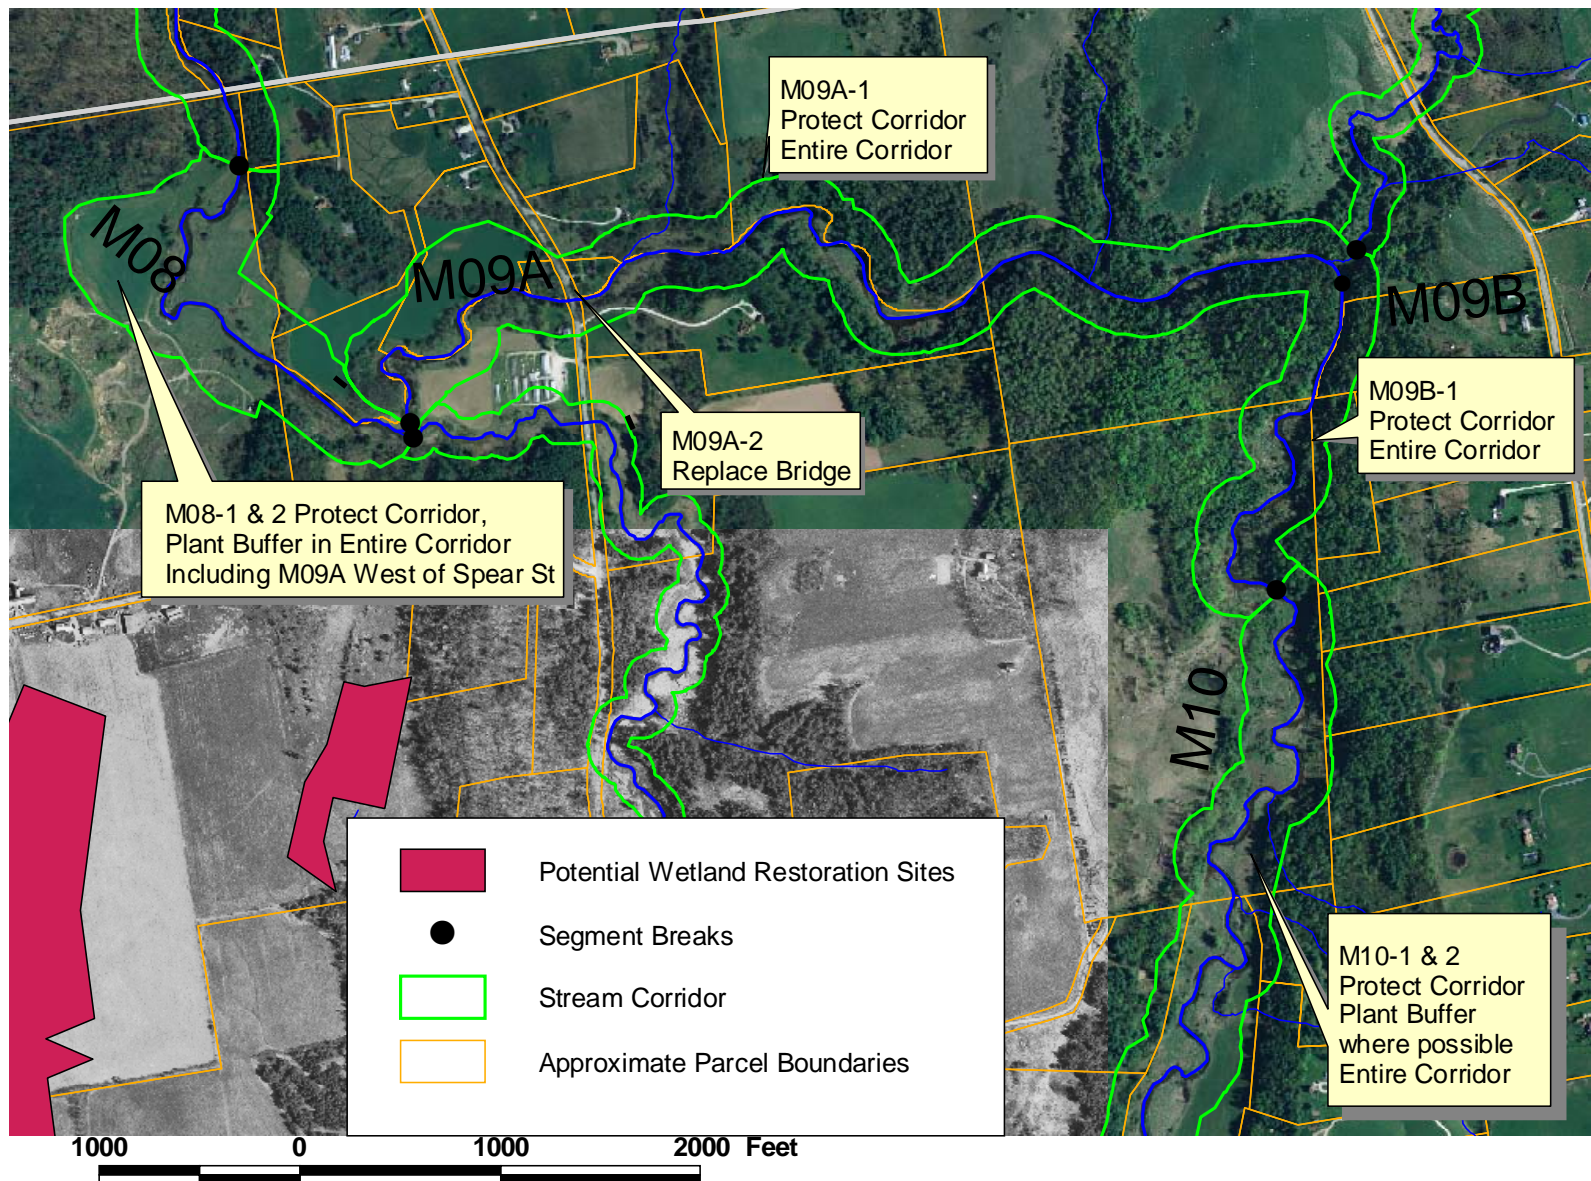 M09A-1
Protect Corridor
Entire Corridor
M08
M09A
M09B
M09B-1
Protect Corridor
Entire Corridor
M09A-2
Replace Bridge
M08-1 & 2 Protect Corridor,
Plant Buffer in Entire Corridor
Including M09A West of Spear St
M10
M10-1 & 2
Protect Corridor
Plant Buffer
where possible
Entire Corridor
Potential Wetland Restoration Sites
Segment Breaks
Stream Corridor
Approximate Parcel Boundaries
1000 0 1000 2000 Feet